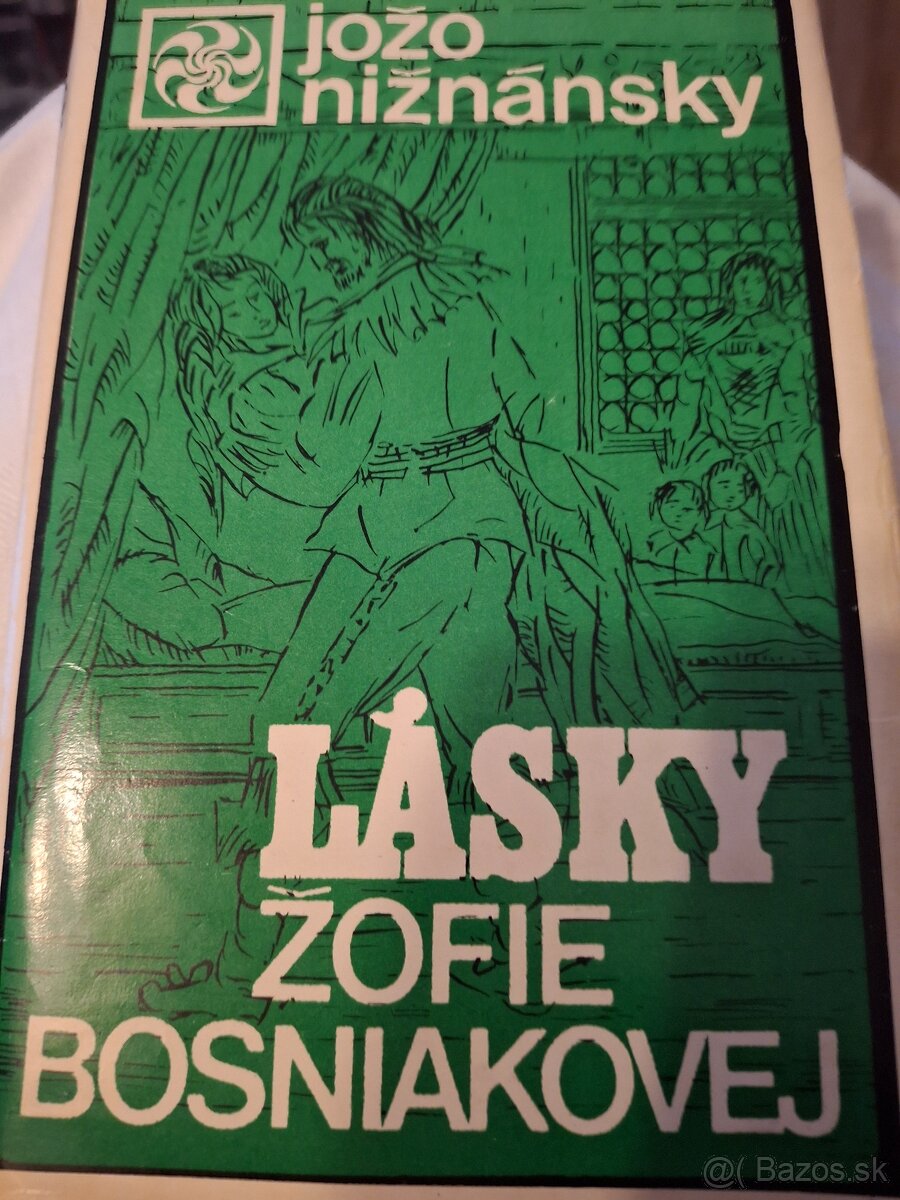 jožo
nižnánsky
LÁSKY
ŽOFIE
BOSNIAKOVEJ
@( Bazos.sk